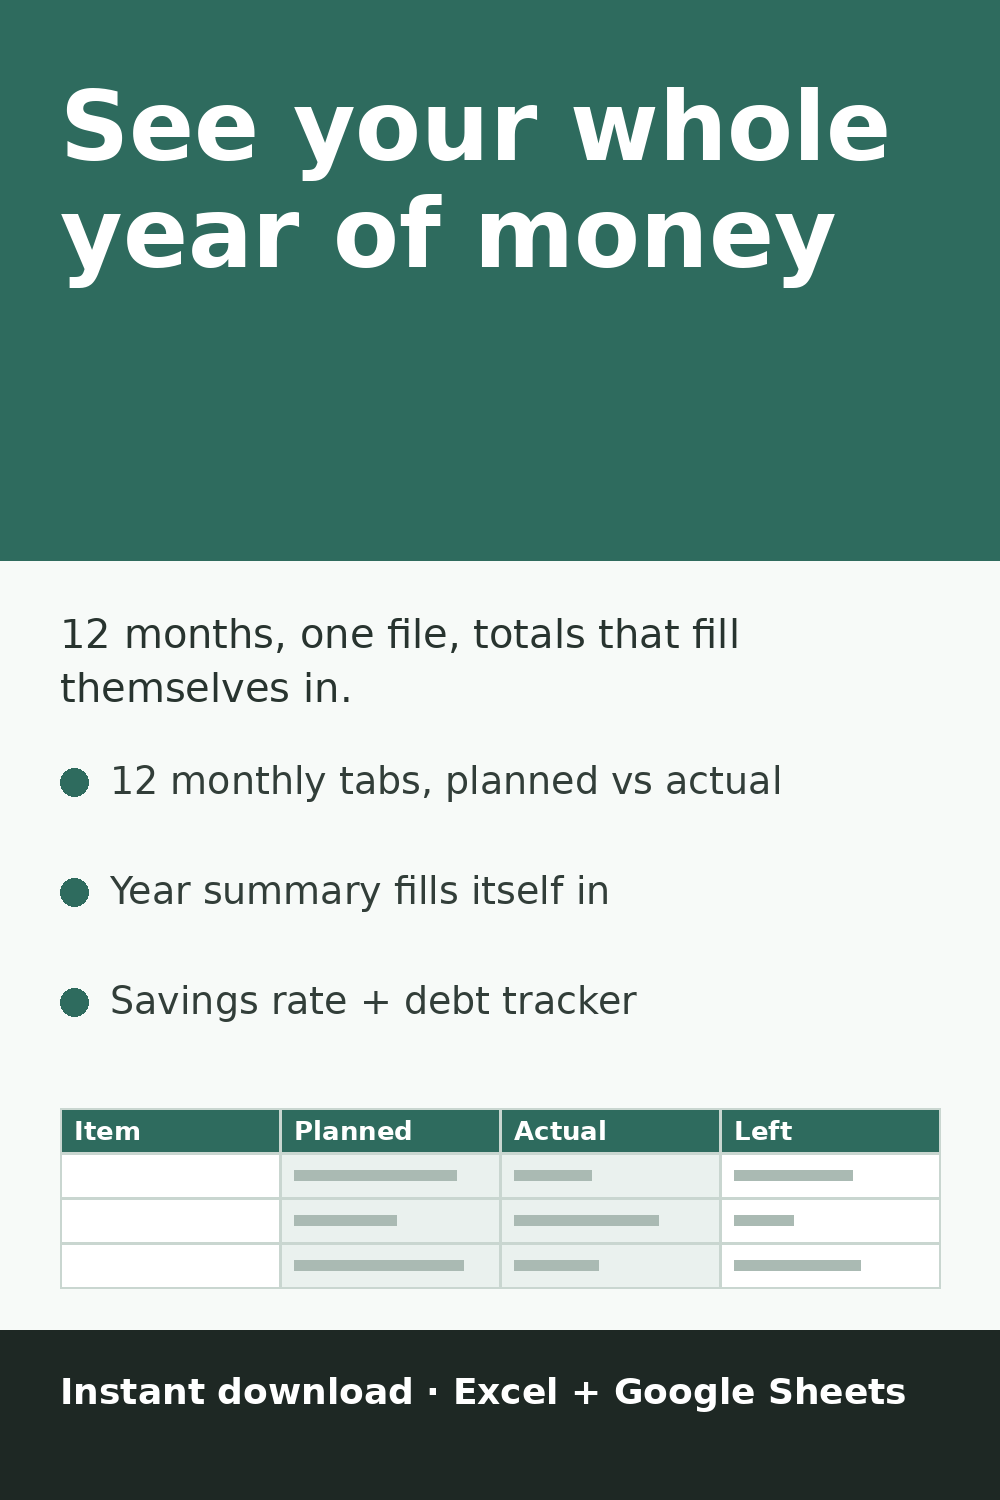 See your whole
year of money
12 months, one file, totals that fill
themselves in.
12 monthly tabs, planned vs actual
Year summary fills itself in
Savings rate + debt tracker
Item Planned Actual Left
Instant download · Excel + Google Sheets